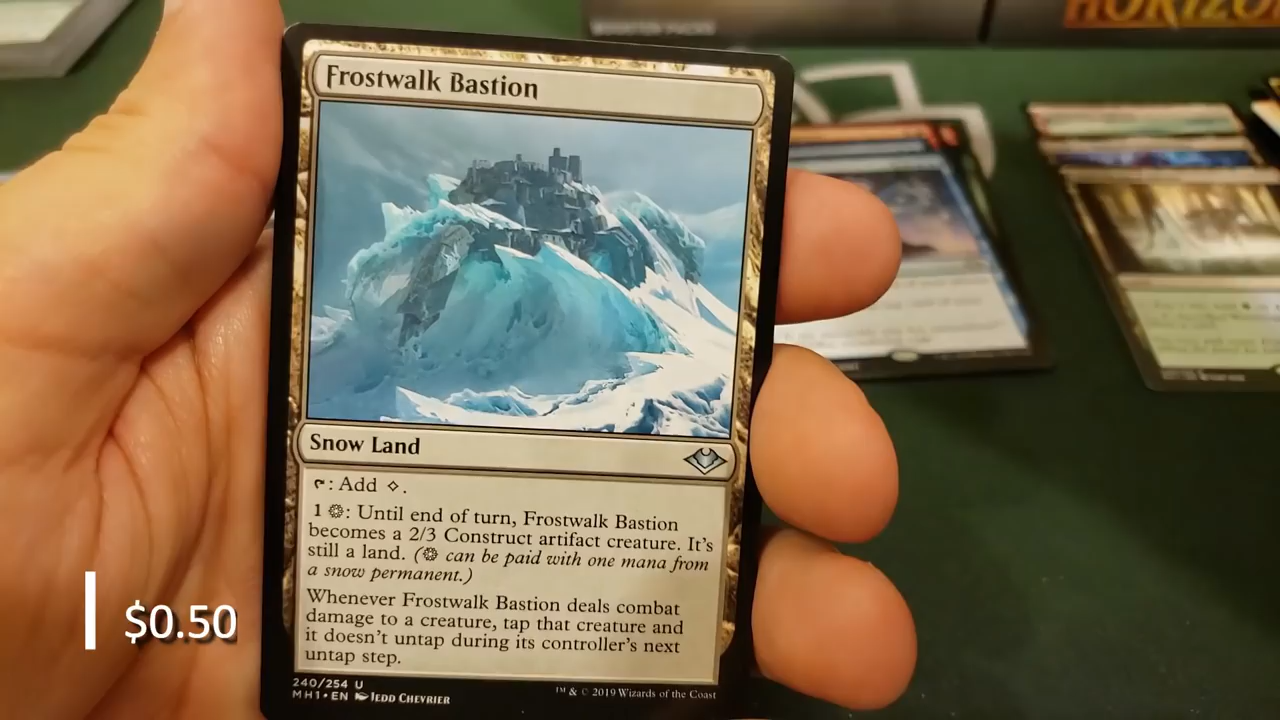 BOOSTER PACKS
HORIZO
Frostwalk Bastion
Snow Land
: Add .
1 : Until end of turn, Frostwalk Bastion
becomes a 2/3 Construct artifact creature. It's
still a land. ( can be paid with one mana from
a snow permanent.)
Whenever Frostwalk Bastion deals combat
damage to a creature, tap that creature and
it doesn't untap during its controller's next
untap step.
240/254 U
MH1 • EN JEDD CHEVRIER
™ & © 2019 Wizards of the Coast
$0.50